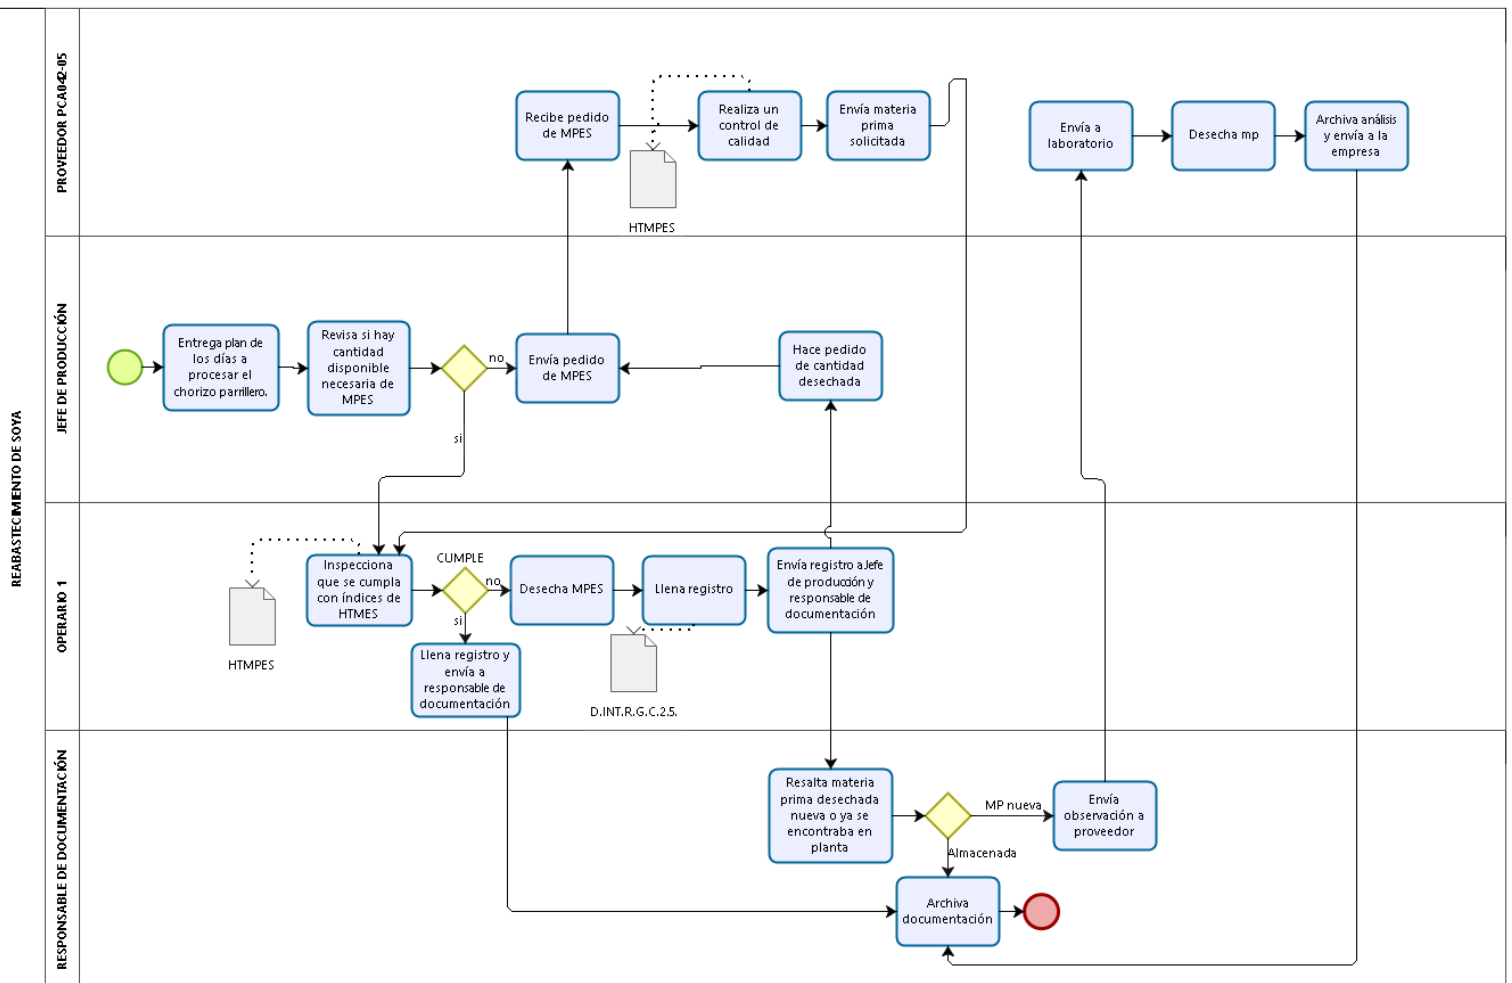 REABASTECIMIENTO DE SOYA
PROVEEDOR PCA042-05
Recibe pedido
de MPES
Realiza un
control de
calidad
Envía materia
prima
solicitada
HTMPES
Envía a
laboratorio
Desecha mp
Archiva análisis
y envía a la
empresa
JEFE DE PRODUCCIÓN
Entrega plan de
los días a
procesar el
chorizo parrillero.
Revisa si hay
cantidad
disponible
necesaria de
MPES
no
si
Envía pedido
de MPES
Hace pedido
de cantidad
desechada
OPERARIO 1
Inspecciona
que se cumpla
con índices de
HTMES
HTMPES
CUMPLE
no
si
Desecha MPES
Llena registro
D.INT.R.G.C.2.5.
Envía registro a Jefe
de producción y
responsable de
documentación
Llena registro y
envía a
responsable de
documentación
RESPONSABLE DE DOCUMENTACIÓN
Resalta materia
prima desechada
nueva o ya se
encontraba en
planta
MP nueva
Almacenada
Envía
observación a
proveedor
Archiva
documentación